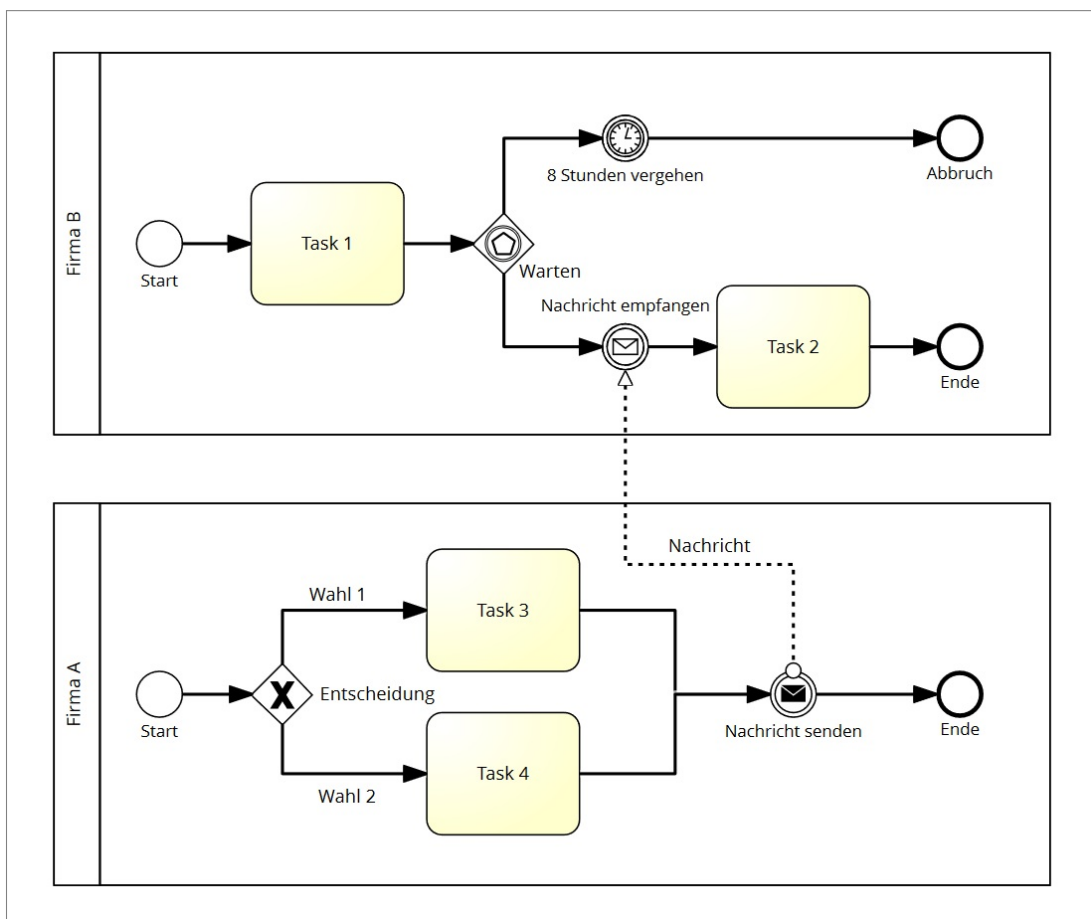 Firma B
Start
Task 1
Warten
8 Stunden vergehen
Abbruch
Nachricht empfangen
Task 2
Ende
Firma A
Start
Entscheidung
Wahl 1
Task 3
Wahl 2
Task 4
Nachricht
Nachricht senden
Ende